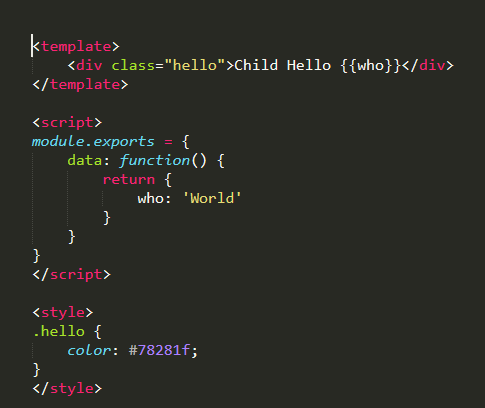 <template>
    <div class="hello">Child Hello {{who}}</div>
</template>

<script>
module.exports = {
    data: function() {
        return {
            who: 'World'
        }
    }
}
</script>

<style>
.hello {
    color: #78281f;
}
</style>